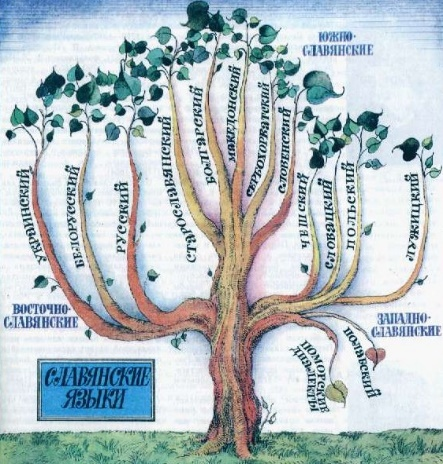 ЮЖНО-
СЛАВЯНСКИЕ
УКРАИНСКИЙ
БЕЛОРУССКИЙ
РУССКИЙ
СТАРОСЛАВЯНСКИЙ
БОЛГАРСКИЙ
МАКЕДОНСКИЙ
СЕРБОХОРВАТСКИЙ
СЛОВЕНСКИЙ
ЧЕШСКИЙ
СЛОВАЦКИЙ
ПОЛЬСКИЙ
ЛУЖИЦКИЙ
ВОСТОЧНО-
СЛАВЯНСКИЕ
ЗАПАДНО-
СЛАВЯНСКИЕ
ПОМОРСКИЕ
ДИАЛЕКТЫ
ПОЛАБСКИЙ
СЛАВЯНСКИЕ
ЯЗЫКИ